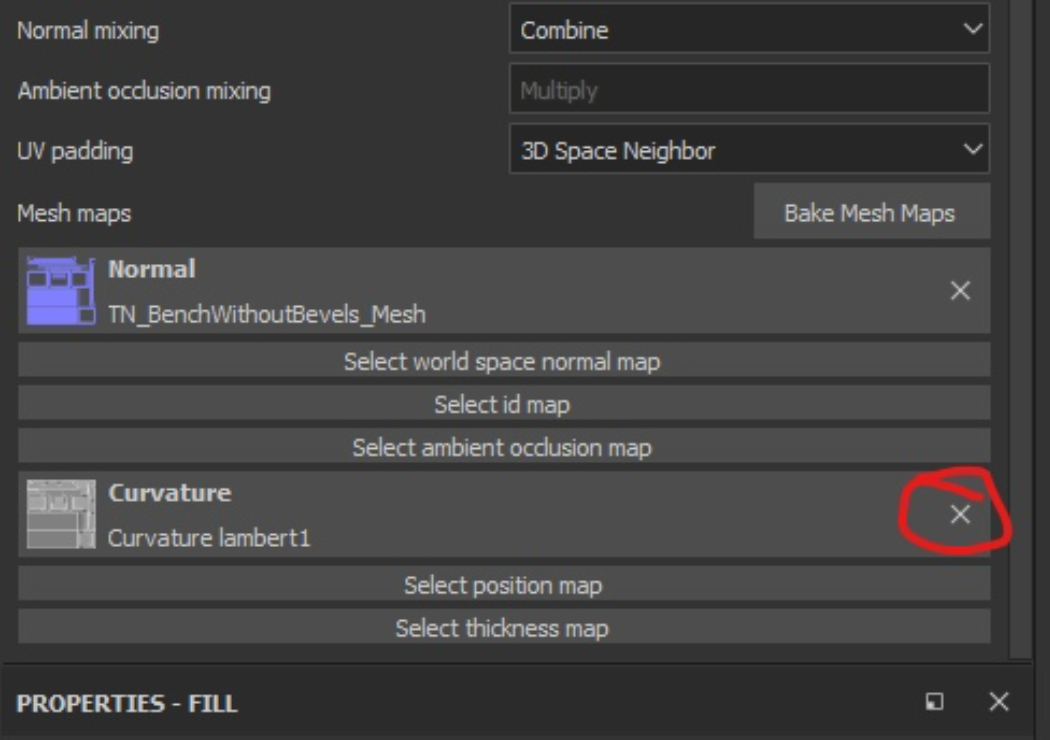 Normal mixing Combine
Ambient occlusion mixing Multiply
UV padding 3D Space Neighbor
Mesh maps Bake Mesh Maps
Normal
TN_BenchWithoutBevels_Mesh
Select world space normal map
Select id map
Select ambient occlusion map
Curvature
Curvature lambert1
Select position map
Select thickness map
PROPERTIES - FILL